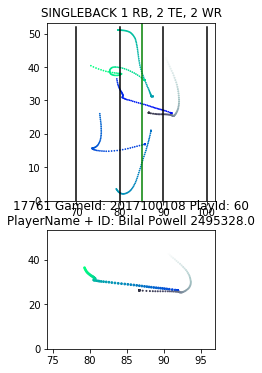 SINGLEBACK 1 RB, 2 TE, 2 WR
50
40
30
20
10
0
70 80 90 100
17761 GameId: 2017100108 PlayId: 60
PlayerName + ID: Bilal Powell 2495328.0
40
20
0
75 80 85 90 95